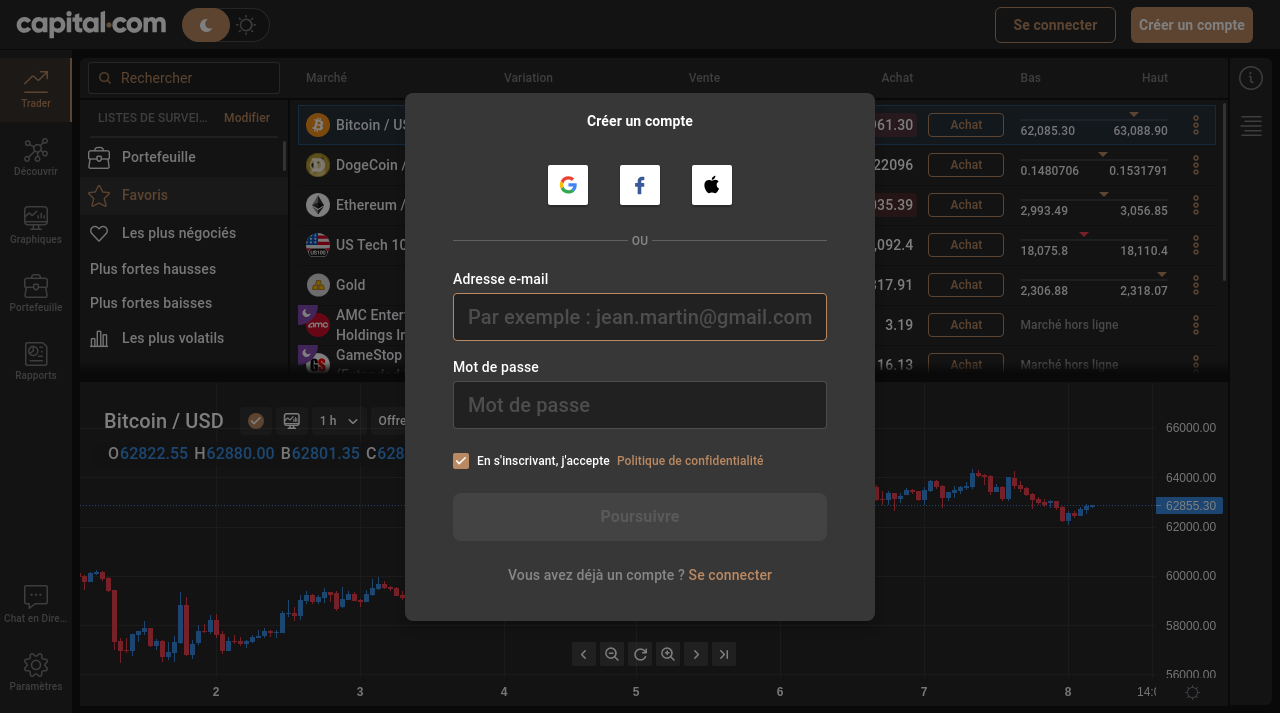 capital.com
Se connecter
Créer un compte
Rechercher
Marché Variation Vente Achat Bas Haut
Trader
Découvrir
Graphiques
Portefeuille
Rapports
Chat en Dire...
Paramètres
LISTES DE SURVEI... Modifier
Portefeuille
Favoris
Les plus négociés
Plus fortes hausses
Plus fortes baisses
Les plus volatils
Bitcoin / US 961.30 Achat 62,085.30 63,088.90
DogeCoin / 22096 Achat 0.1480706 0.1531791
Ethereum / 035.39 Achat 2,993.49 3,056.85
US Tech 10 ,092.4 Achat 18,075.8 18,110.4
Gold 317.91 Achat 2,306.88 2,318.07
AMC Enter
Holdings In 3.19 Achat Marché hors ligne
GameStop 16.13 Achat Marché hors ligne
Créer un compte
OU
Adresse e-mail
Par exemple : jean.martin@gmail.com
Mot de passe
Mot de passe
En s'inscrivant, j'accepte Politique de confidentialité
Poursuivre
Vous avez déjà un compte ? Se connecter
Bitcoin / USD 1 h Offre
O62822.55 H62880.00 B62801.35 C628
66000.00
64000.00
62855.30
62000.00
60000.00
58000.00
56000.00
2 3 4 5 6 7 8 14: